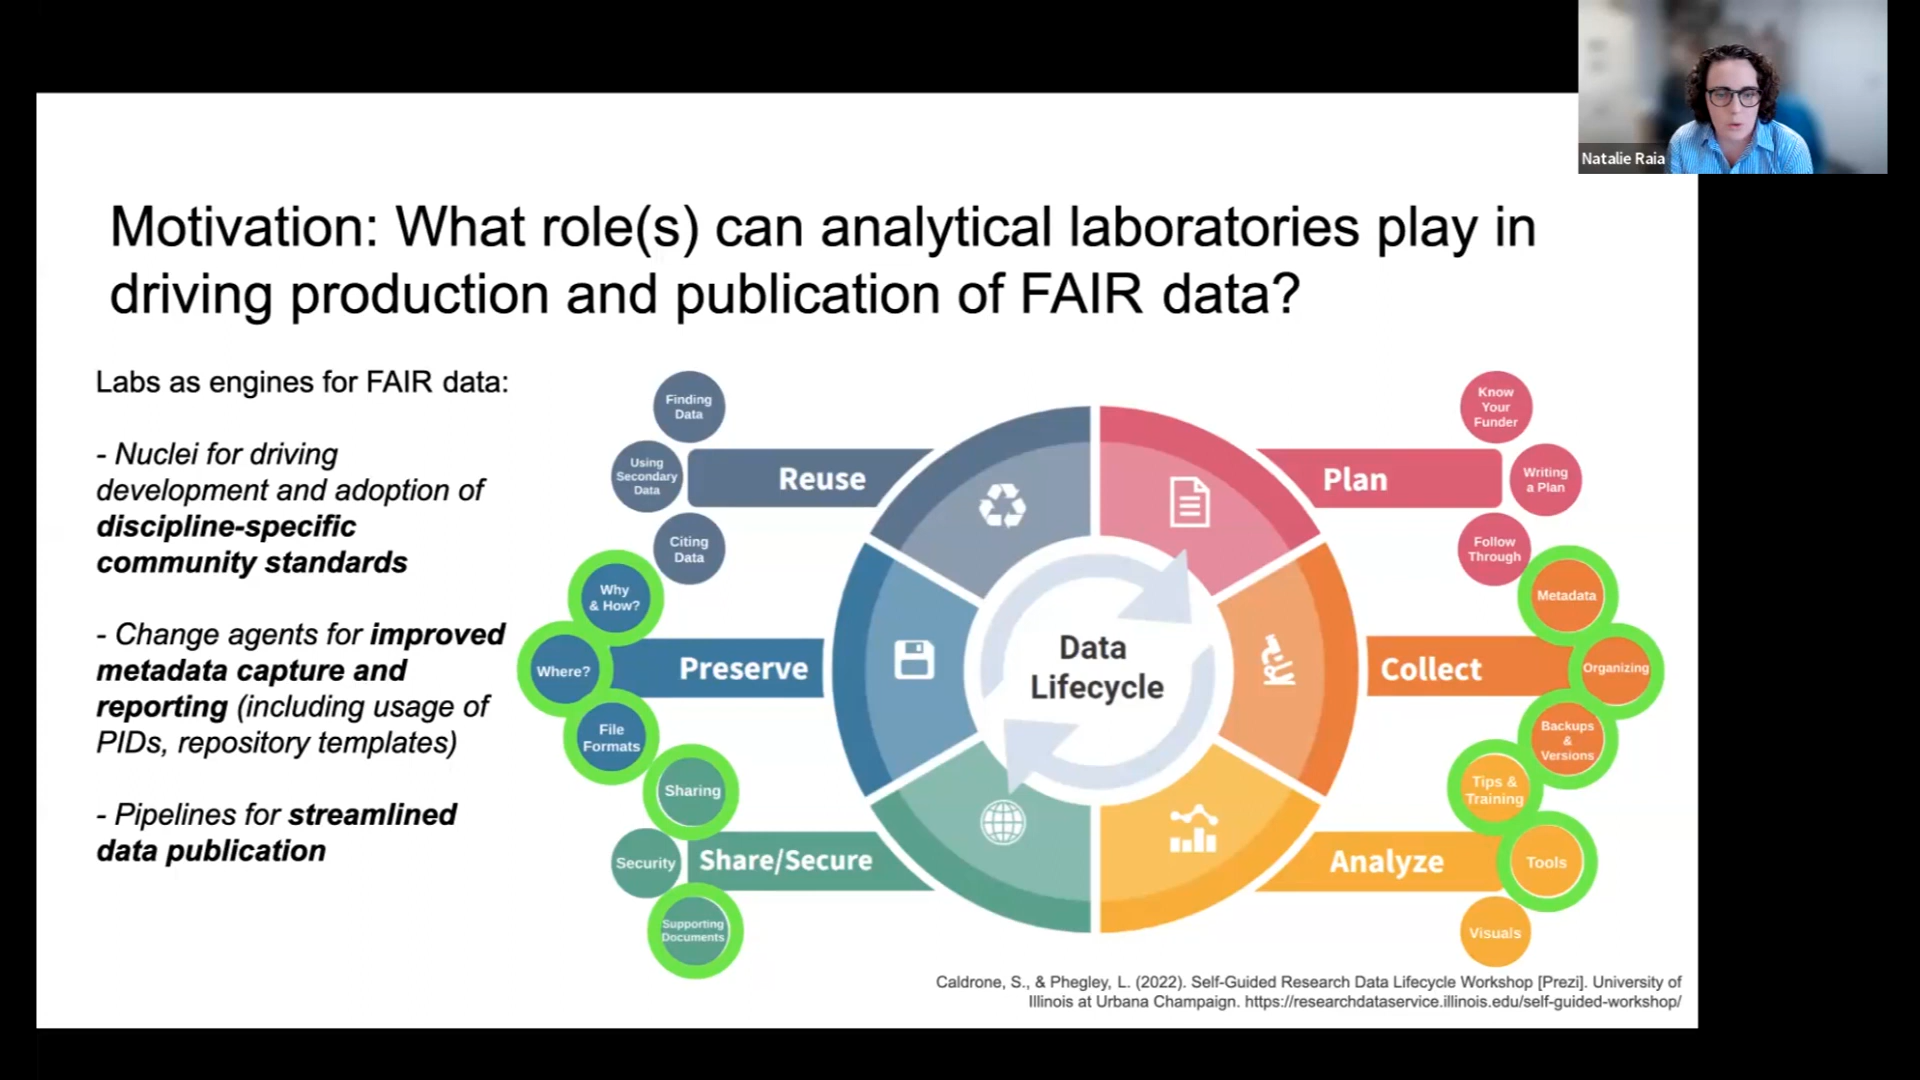 Natalie Raia
Motivation: What role(s) can analytical laboratories play in
driving production and publication of FAIR data?
Labs as engines for FAIR data:
- Nuclei for driving
development and adoption of
discipline-specific
community standards
- Change agents for improved
metadata capture and
reporting (including usage of
PIDs, repository templates)
- Pipelines for streamlined
data publication
Finding
Data
Using
Secondary
Data
Citing
Data
Reuse
Why
& How?
Where?
File
Formats
Preserve
Sharing
Security
Supporting
Documents
Share/Secure
Data
Lifecycle
Plan
Know
Your
Funder
Writing
a Plan
Follow
Through
Collect
Metadata
Organizing
Backups
&
Versions
Analyze
Tips &
Training
Tools
Visuals
Caldrone, S., & Phegley, L. (2022). Self-Guided Research Data Lifecycle Workshop [Prezi]. University of
Illinois at Urbana Champaign. https://researchdataservice.illinois.edu/self-guided-workshop/